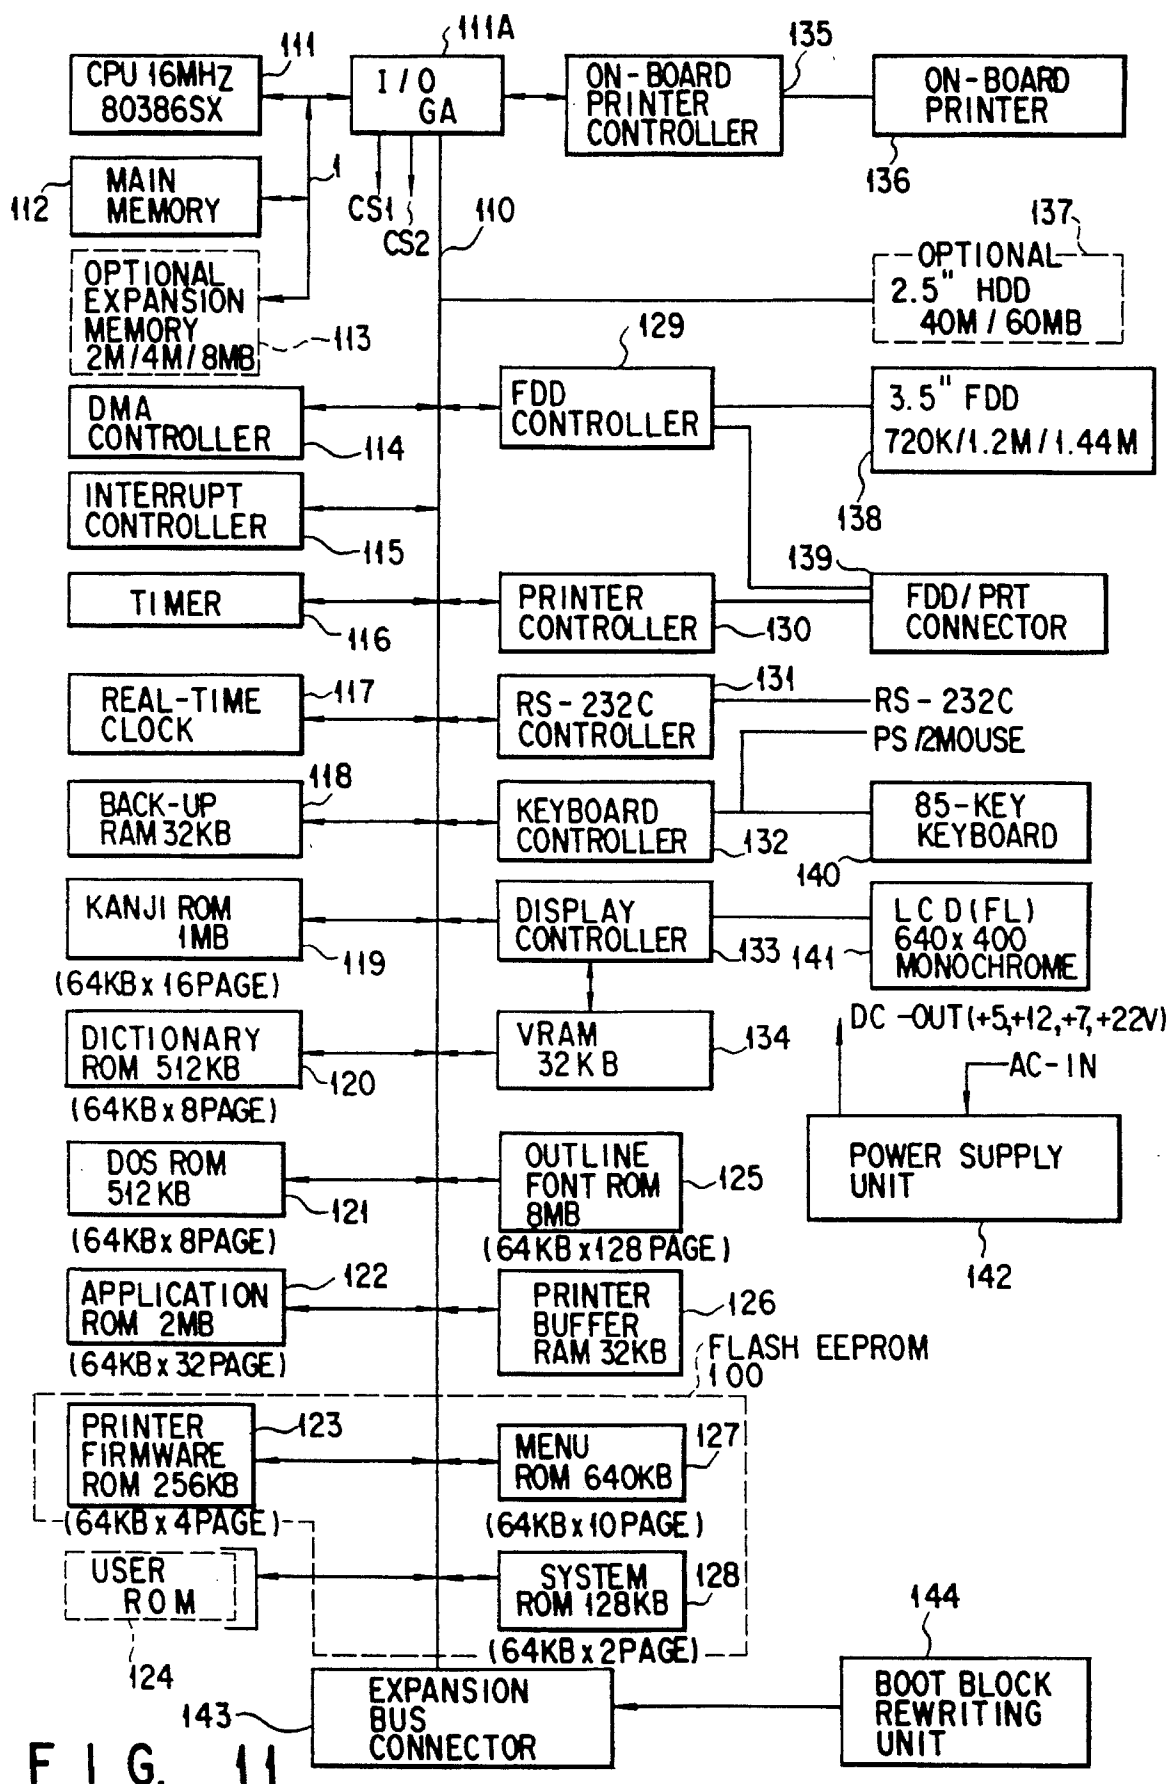 111
CPU 16MHZ
80386SX
111A
I/O
GA
135
ON-BOARD
PRINTER
CONTROLLER
ON-BOARD
PRINTER
136
112
MAIN
MEMORY
1
CS1
CS2
110
137
OPTIONAL
2.5" HDD
40M/60MB
OPTIONAL
EXPANSION
MEMORY
2M/4M/8MB
113
129
DMA
CONTROLLER
114
FDD
CONTROLLER
3.5" FDD
720K/1.2M/1.44M
138
INTERRUPT
CONTROLLER
115
139
TIMER
116
PRINTER
CONTROLLER
130
FDD/PRT
CONNECTOR
REAL-TIME
CLOCK
117
RS-232C
CONTROLLER
131
RS-232C
PS/2MOUSE
BACK-UP
RAM 32KB
118
KEYBOARD
CONTROLLER
132
85-KEY
KEYBOARD
140
KANJI ROM
1MB
119
(64KBx16PAGE)
DISPLAY
CONTROLLER
133
141
LCD(FL)
640x400
MONOCHROME
DICTIONARY
ROM 512KB
120
(64KBx8PAGE)
VRAM
32KB
134
DC-OUT(+5,+12,+7,+22V)
AC-IN
DOS ROM
512KB
121
(64KBx8PAGE)
OUTLINE
FONT ROM
8MB
125
(64KBx128PAGE)
POWER SUPPLY
UNIT
142
APPLICATION
ROM 2MB
122
(64KBx32PAGE)
PRINTER
BUFFER
RAM 32KB
126
FLASH EEPROM
100
PRINTER
FIRMWARE
ROM 256KB
123
(64KBx4PAGE)
MENU
ROM 640KB
127
(64KBx10PAGE)
USER
ROM
124
SYSTEM
ROM 128KB
128
(64KBx2PAGE)
143
EXPANSION
BUS
CONNECTOR
144
BOOT BLOCK
REWRITING
UNIT
FIG. 11